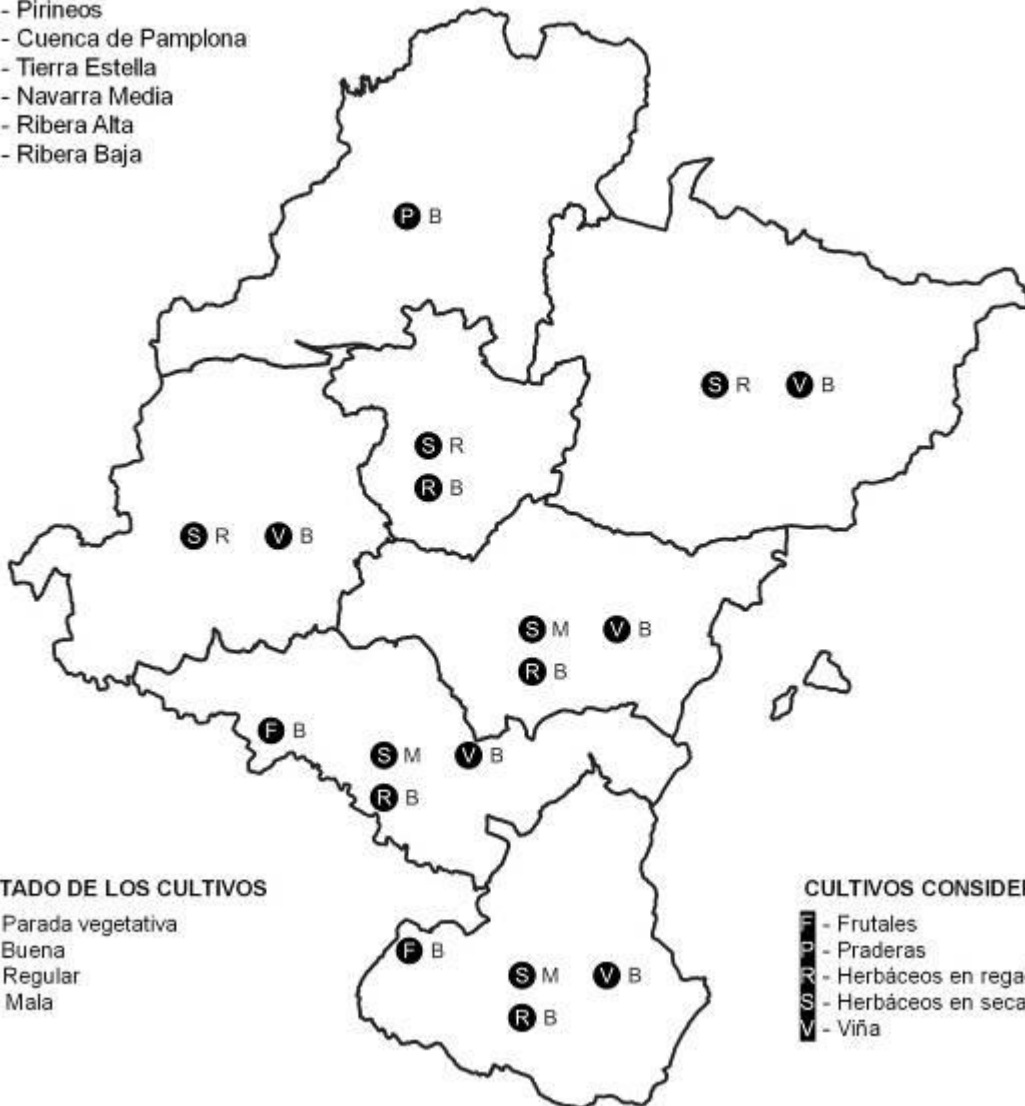 - Pirineos
- Cuenca de Pamplona
- Tierra Estella
- Navarra Media
- Ribera Alta
- Ribera Baja
P B
S R V B
S R
R B
S R V B
S M V B
R B
F B
S M V B
R B
TADO DE LOS CULTIVOS
Parada vegetativa
Buena
Regular
Mala
F B
S M V B
R B
CULTIVOS CONSIDER
F - Frutales
P - Praderas
R - Herbáceos en rega
S - Herbáceos en seca
V - Viña